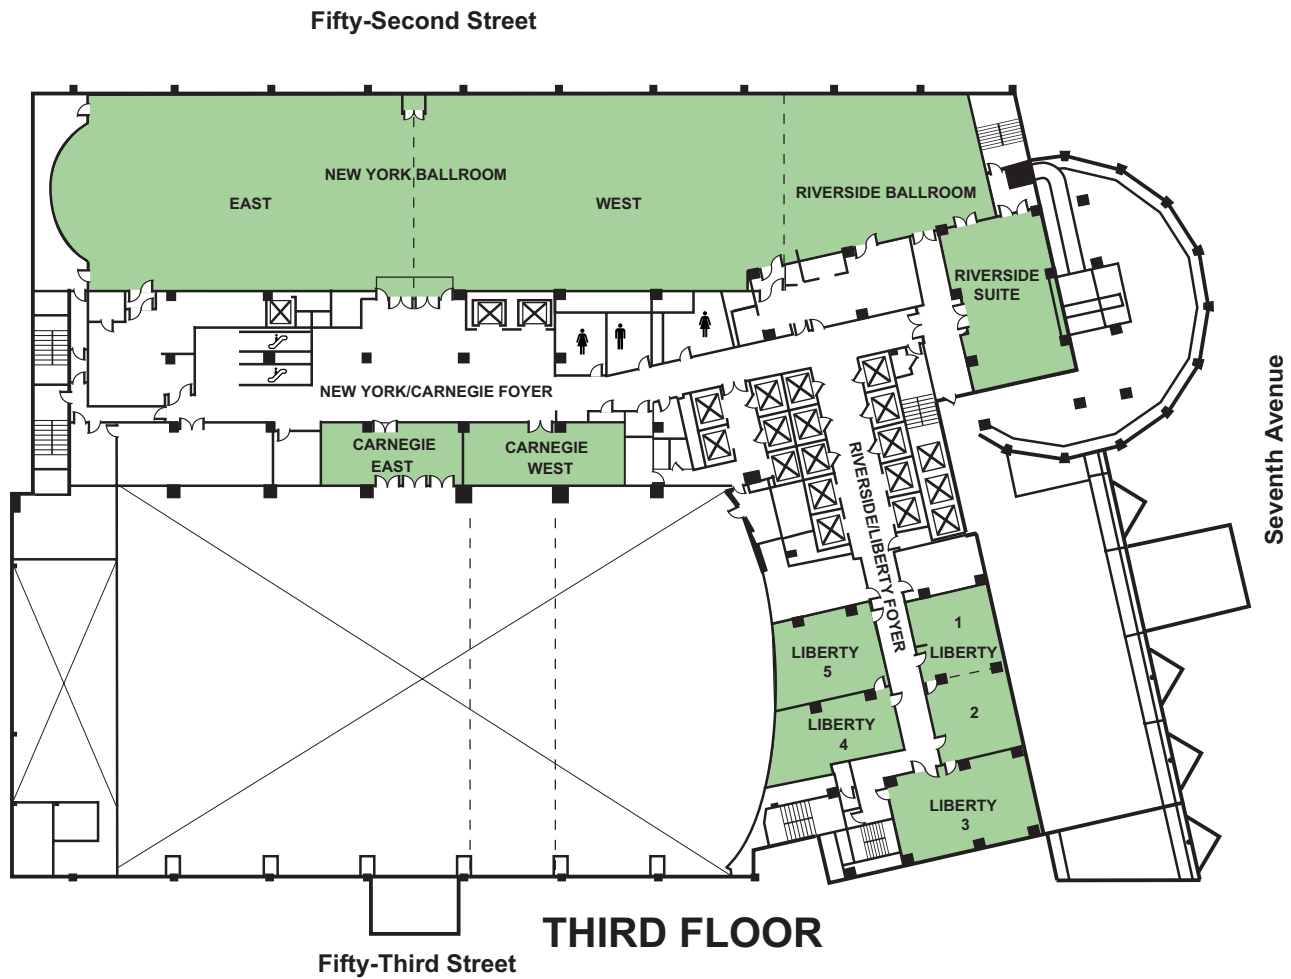 Fifty-Second Street
NEW YORK BALLROOM
EAST
WEST
RIVERSIDE BALLROOM
RIVERSIDE
SUITE
NEW YORK/CARNEGIE FOYER
CARNEGIE
EAST
CARNEGIE
WEST
RIVERSIDE/LIBERTY FOYER
Seventh Avenue
1
LIBERTY
2
LIBERTY
5
LIBERTY
4
LIBERTY
3
THIRD FLOOR
Fifty-Third Street